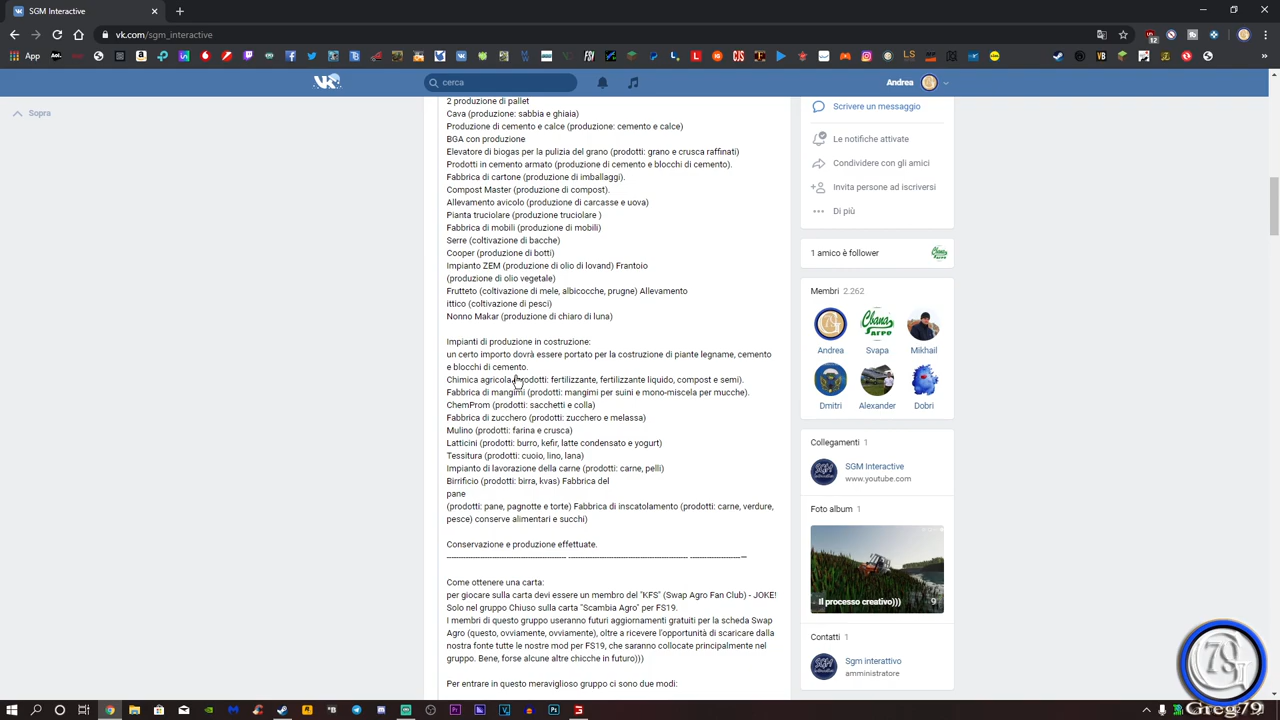 SGM Interactive
vk.com/sgm_interactive
App
cerca
Andrea
Sopra
2 produzione di pallet
Cava (produzione: sabbia e ghiaia)
Produzione di cemento e calce (produzione: cemento e calce)
BGA con produzione
Elevatore di biogas per la pulizia del grano (prodotti: grano e crusca raffinati)
Prodotti in cemento armato (produzione di cemento e blocchi di cemento).
Fabbrica di cartone (produzione di imballaggi).
Compost Master (produzione di compost).
Allevamento avicolo (produzione di carcasse e uova)
Pianta truciolare (produzione truciolare )
Fabbrica di mobili (produzione di mobili)
Serre (coltivazione di bacche)
Cooper (produzione di botti)
Impianto ZEM (produzione di olio di lovand) Frantoio
(produzione di olio vegetale)
Frutteto (coltivazione di mele, albicocche, prugne) Allevamento
ittico (coltivazione di pesci)
Nonno Makar (produzione di chiaro di luna)
Impianti di produzione in costruzione:
un certo importo dovrà essere portato per la costruzione di piante legname, cemento
e blocchi di cemento.
Chimica agricola (prodotti: fertilizzante, fertilizzante liquido, compost e semi).
Fabbrica di mangimi (prodotti: mangimi per suini e mono-miscela per mucche).
ChemProm (prodotti: sacchetti e colla)
Fabbrica di zucchero (prodotti: zucchero e melassa)
Mulino (prodotti: farina e crusca)
Latticini (prodotti: burro, kefir, latte condensato e yogurt)
Tessitura (prodotti: cuoio, lino, lana)
Impianto di lavorazione della carne (prodotti: carne, pelli)
Birrificio (prodotti: birra, kvas) Fabbrica del
pane
(prodotti: pane, pagnotte e torte) Fabbrica di inscatolamento (prodotti: carne, verdure,
pesce) conserve alimentari e succhi)
Conservazione e produzione effettuate.
Come ottenere una carta:
per giocare sulla carta devi essere un membro del "KFS" (Swap Agro Fan Club) - JOKE!
Solo nel gruppo Chiuso sulla carta "Scambia Agro" per FS19.
I membri di questo gruppo useranno futuri aggiornamenti gratuiti per la scheda Swap
Agro (questo, ovviamente, ovviamente), oltre a ricevere l'opportunità di scaricare dalla
nostra fonte tutte le nostre mod per FS19, che saranno collocate principalmente nel
gruppo. Bene, forse alcune altre chicche in futuro)))
Per entrare in questo meraviglioso gruppo ci sono due modi:
Scrivere un messaggio
Le notifiche attivate
Condividere con gli amici
Invita persone ad iscriversi
Di più
1 amico è follower
Membri 2.262
Andrea Svapa Mikhail
Dmitri Alexander Dobri
Collegamenti 1
SGM Interactive
www.youtube.com
Foto album 1
Il processo creativo))) 9
Contatti 1
Sgm interattivo
amministratore
Greg79